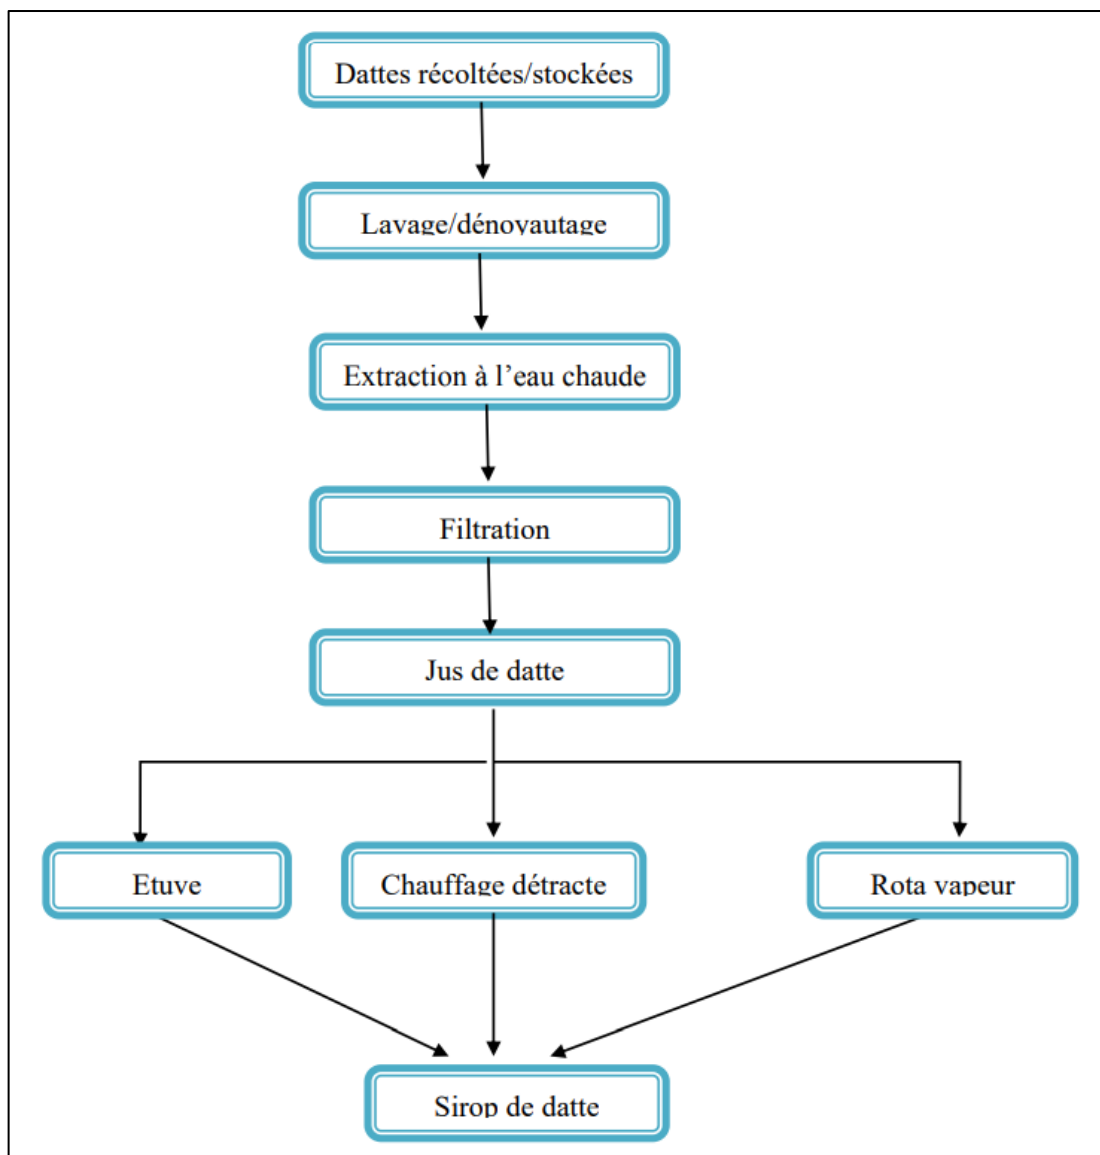 Dattes récoltées/stockées
Lavage/dénoyautage
Extraction à l’eau chaude
Filtration
Jus de datte
Etuve
Chauffage détracte
Rota vapeur
Sirop de datte